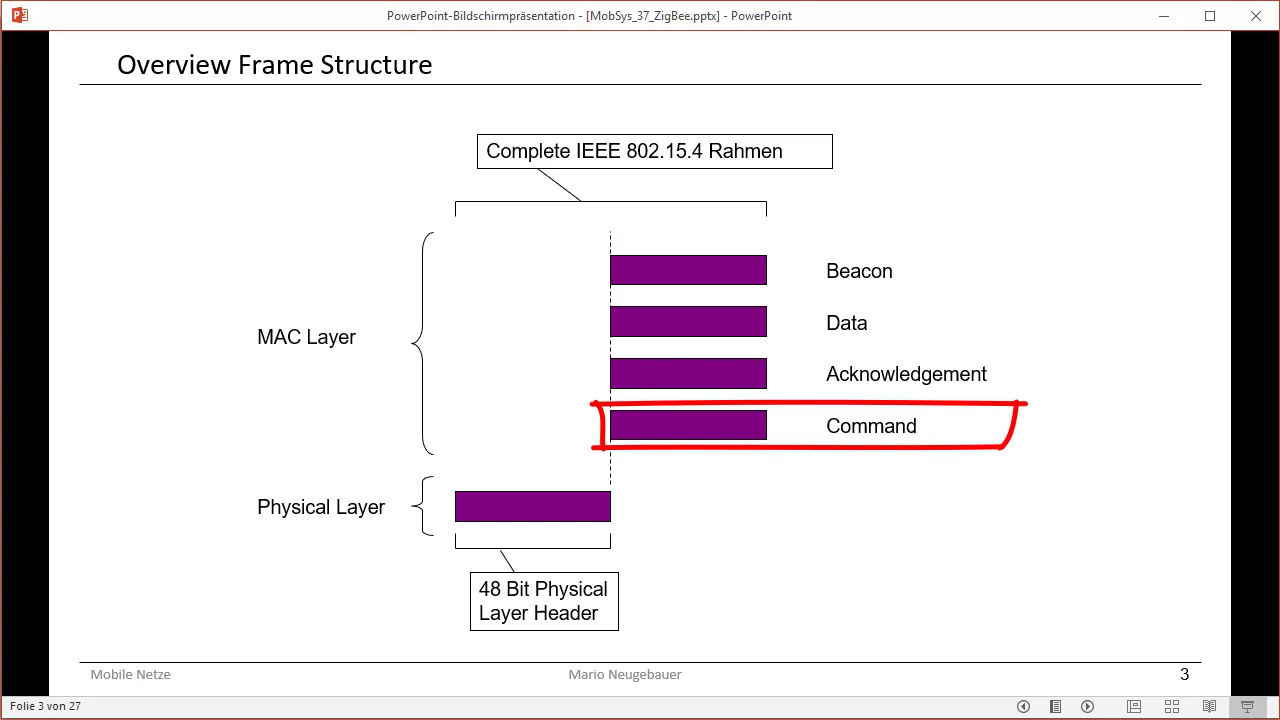 PowerPoint-Bildschirmpräsentation - [MobSys_37_ZigBee.pptx] - PowerPoint
Overview Frame Structure
Complete IEEE 802.15.4 Rahmen
Beacon
Data
MAC Layer
Acknowledgement
Command
Physical Layer
48 Bit Physical
Layer Header
Mobile Netze
Mario Neugebauer
3
Folie 3 von 27